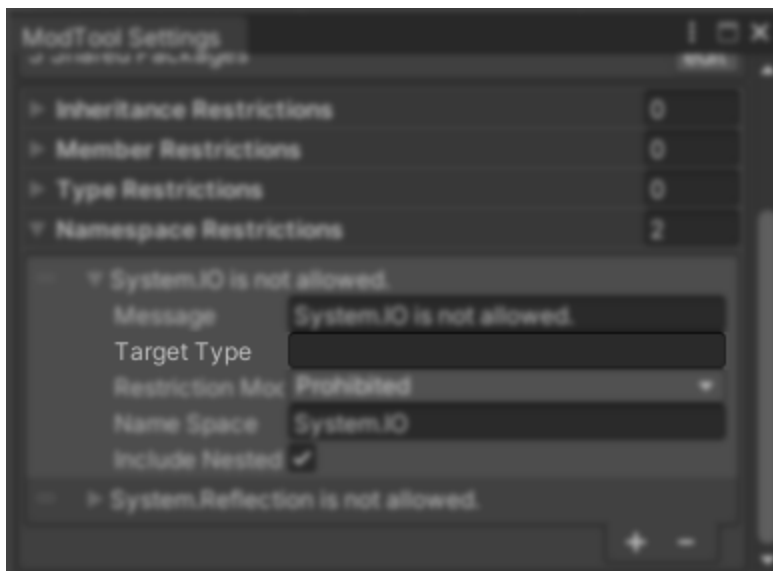 ModTool Settings
Inheritance Restrictions 0
Member Restrictions 0
Type Restrictions 0
Namespace Restrictions 2
System.IO is not allowed.
Message System.IO is not allowed.
Target Type
Restriction Mod Prohibited
Name Space System.IO
Include Nested
System.Reflection is not allowed.